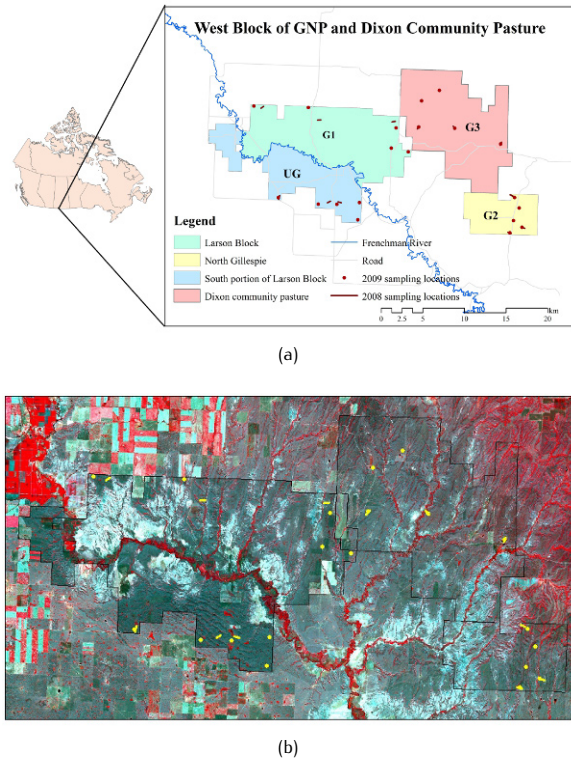 (a)
West Block of GNP and Dixon Community Pasture
G1
G3
UG
G2
Legend
Larson Block
North Gillespie
South portion of Larson Block
Dixon community pasture
Frenchman River
Road
2009 sampling locations
2008 sampling locations
0 2.5 5 10 15 20
km
(b)